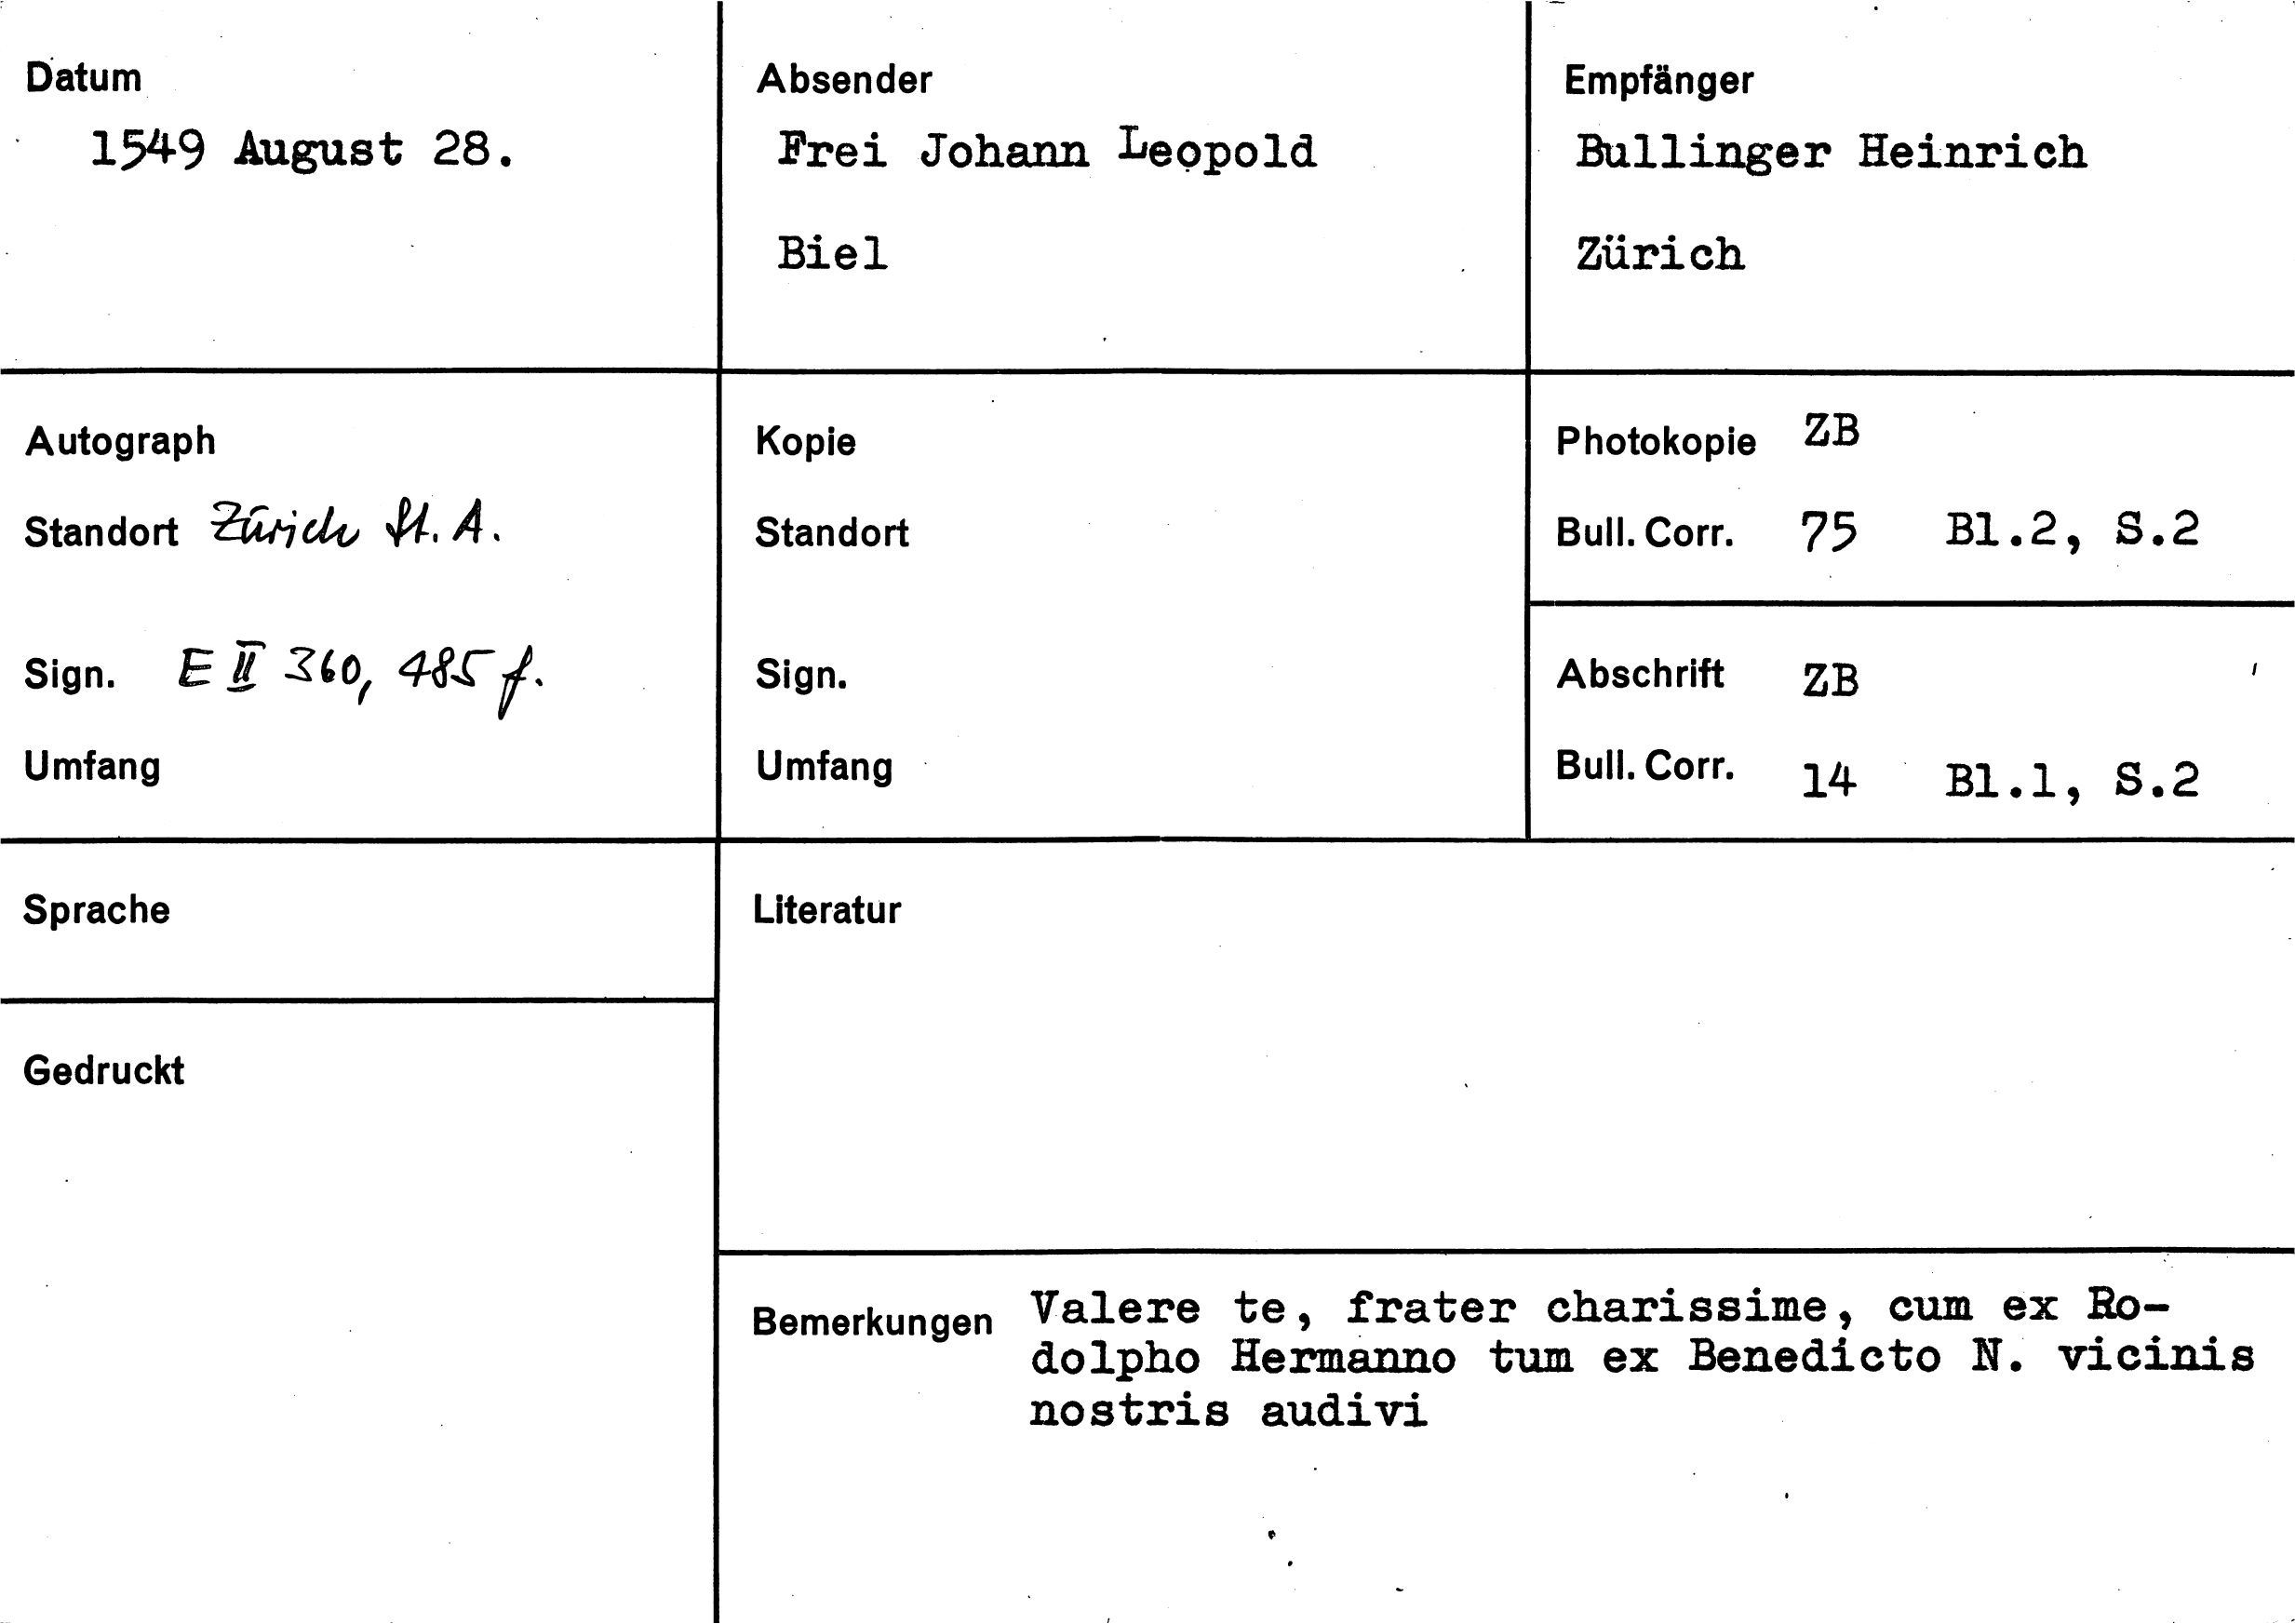 Datum
1549 August 28.
Absender
Frei Johann Leopold
Biel
Empfänger
Bullinger Heinrich
Zürich
Autograph
Standort Zürich St. A.
Sign. E II 360, 485 f.
Umfang
Kopie
Standort
Sign.
Umfang
Photokopie ZB
Bull. Corr. 75 Bl.2, S.2
Abschrift ZB
Bull. Corr. 14 Bl.1, S.2
Sprache
Gedruckt
Literatur
Bemerkungen Valere te, frater charissime, cum ex Ro-
dolpho Hermanno tum ex Benedicto N. vicinis
nostris audivi